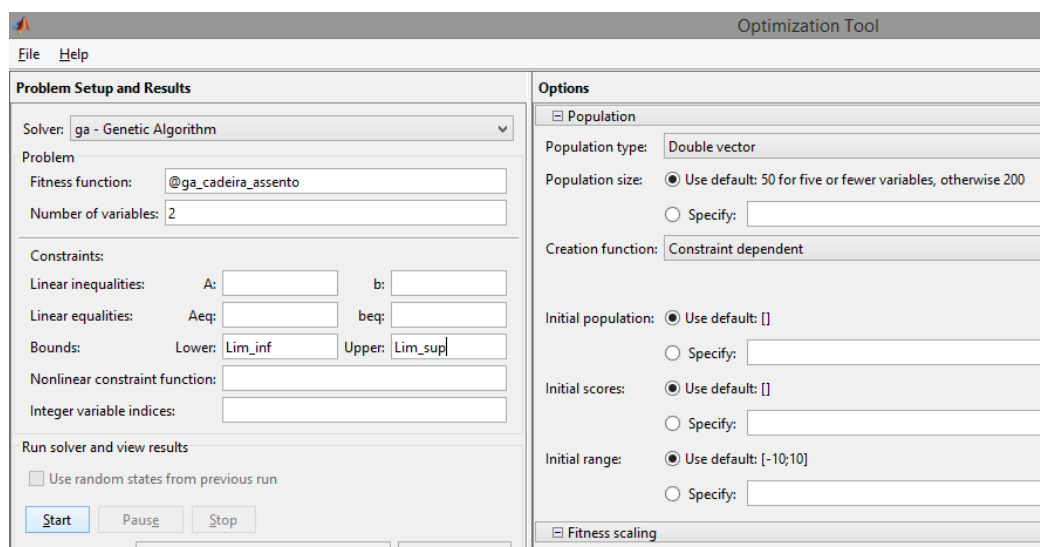 Optimization Tool
File Help
Problem Setup and Results
Solver: ga - Genetic Algorithm
Problem
Fitness function: @ga_cadeira_assento
Number of variables: 2
Constraints:
Linear inequalities: A: b:
Linear equalities: Aeq: beq:
Bounds: Lower: Lim_inf Upper: Lim_sup
Nonlinear constraint function:
Integer variable indices:
Run solver and view results
Use random states from previous run
Start Pause Stop
Options
Population
Population type: Double vector
Population size: Use default: 50 for five or fewer variables, otherwise 200
Specify:
Creation function: Constraint dependent
Initial population: Use default: []
Specify:
Initial scores: Use default: []
Specify:
Initial range: Use default: [-10;10]
Specify:
Fitness scaling